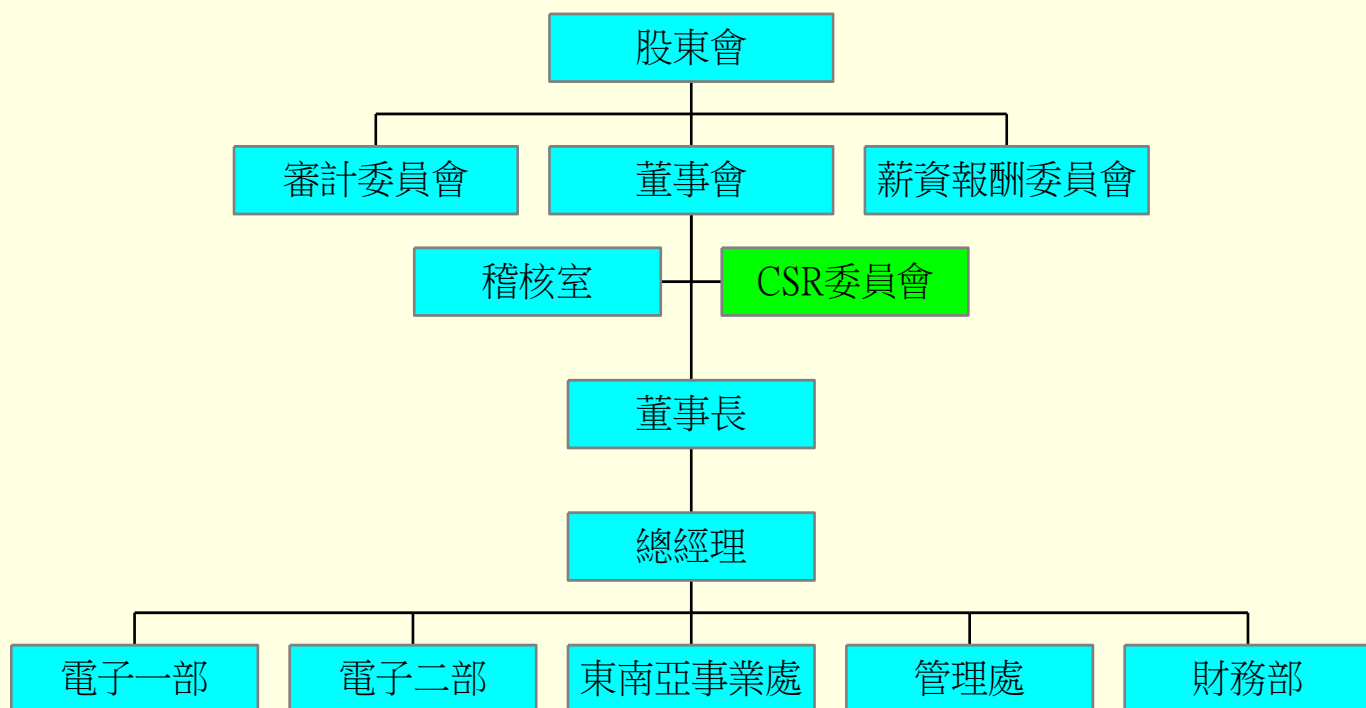 股東會
審計委員會
董事會
薪資報酬委員會
稽核室
CSR委員會
董事長
總經理
電子一部
電子二部
東南亞事業處
管理處
財務部